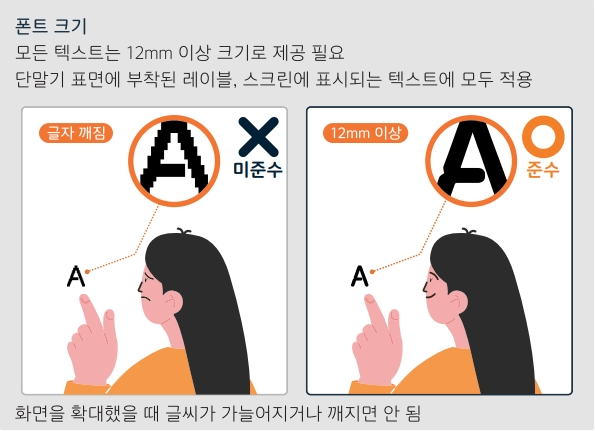 폰트 크기
모든 텍스트는 12mm 이상 크기로 제공 필요
단말기 표면에 부착된 레이블, 스크린에 표시되는 텍스트에 모두 적용
글자 깨짐
A
미준수
A
12mm 이상
A
준수
A
화면을 확대했을 때 글씨가 가늘어지거나 깨지면 안 됨